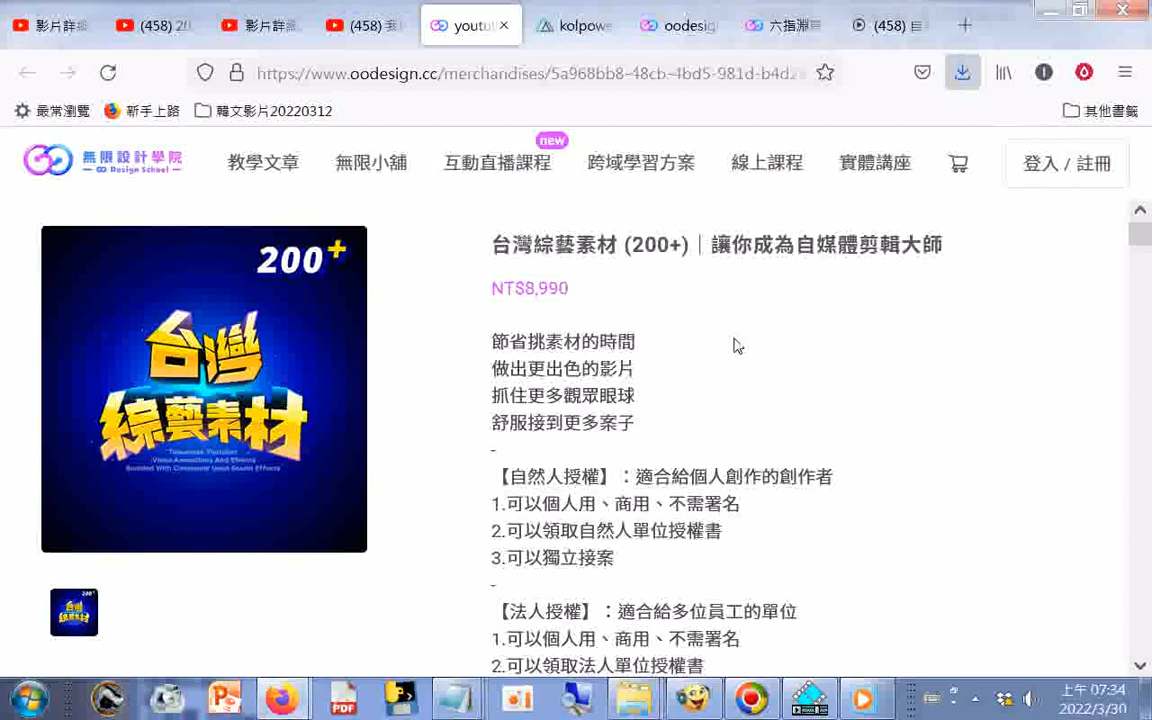 影片詳細
(458) 20
影片詳細
(458) 我
youtu
kolpowe
oodesig
六指淵
(458) 自
https://www.oodesign.cc/merchandises/5a968bb8-48cb-4bd5-981d-b4d
最常瀏覽
新手上路
韓文影片20220312
其他書籤
無限設計學院
Design School
教學文章
無限小舖
互動直播課程
new
跨域學習方案
線上課程
實體講座
登入 / 註冊
200+
台灣
綜藝素材
台灣綜藝素材 (200+)|讓你成為自媒體剪輯大師
NT$8,990
節省挑素材的時間
做出更出色的影片
抓住更多觀眾眼球
舒服接到更多案子
-
【自然人授權】:適合給個人創作的創作者
1.可以個人用、商用、不需署名
2.可以領取自然人單位授權書
3.可以獨立接案
-
【法人授權】:適合給多位員工的單位
1.可以個人用、商用、不需署名
2.可以領取法人單位授權書
PDF
上午 07:34
2022/3/30